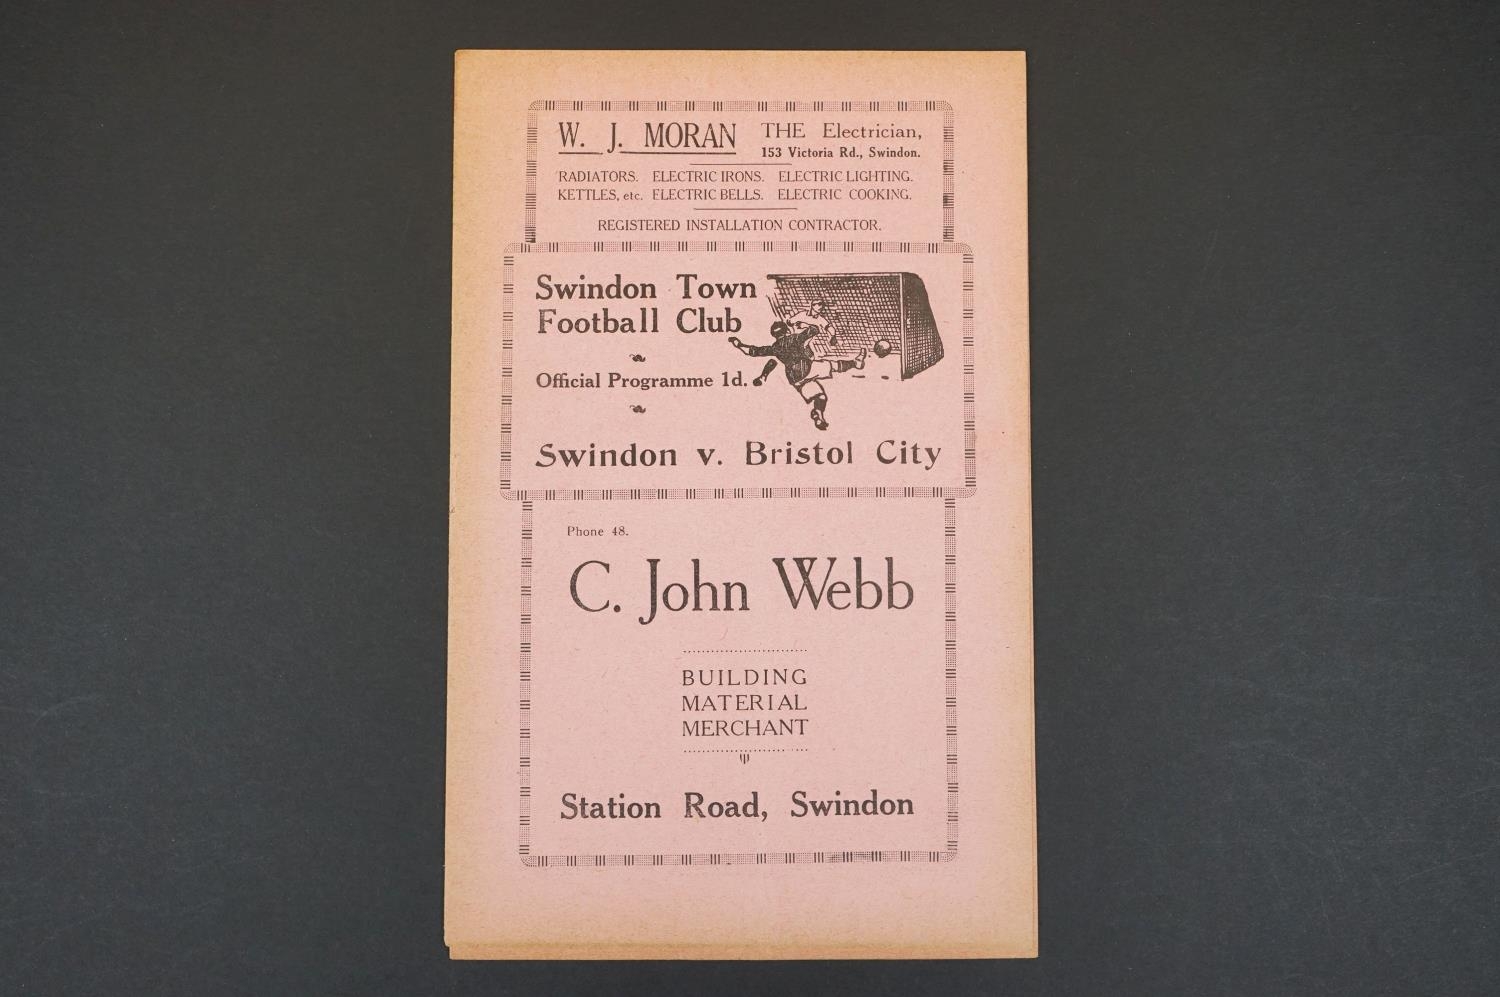 W. J. MORAN THE Electrician,
153 Victoria Rd., Swindon.
RADIATORS. ELECTRIC IRONS. ELECTRIC LIGHTING.
KETTLES, etc. ELECTRIC BELLS. ELECTRIC COOKING.
REGISTERED INSTALLATION CONTRACTOR.
Swindon Town
Football Club
Official Programme 1d.
Swindon v. Bristol City
Phone 48.
C. John Webb
BUILDING
MATERIAL
MERCHANT
Station Road, Swindon